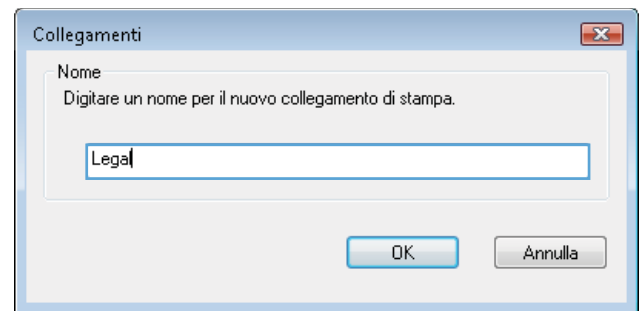 Collegamenti
Nome
Digitare un nome per il nuovo collegamento di stampa.
Legal
OK
Annulla